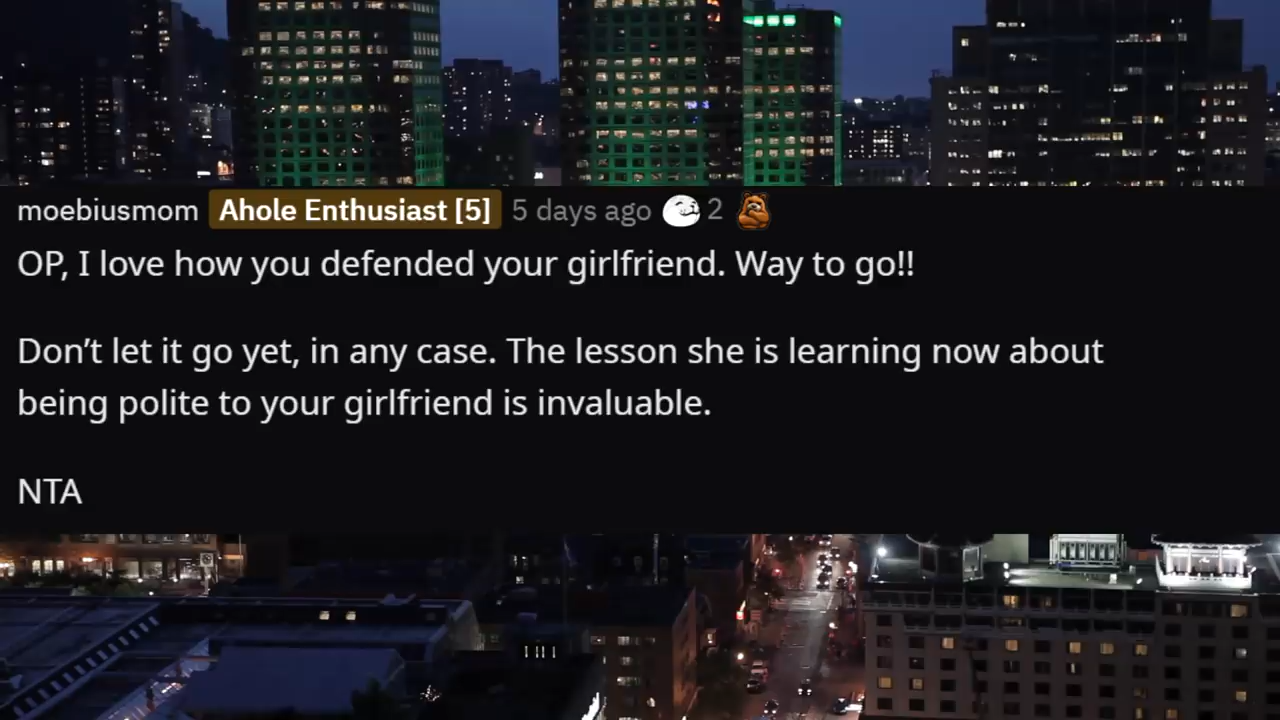 moebiusmom Ahole Enthusiast [5] 5 days ago 2
OP, I love how you defended your girlfriend. Way to go!!
Don’t let it go yet, in any case. The lesson she is learning now about
being polite to your girlfriend is invaluable.
NTA